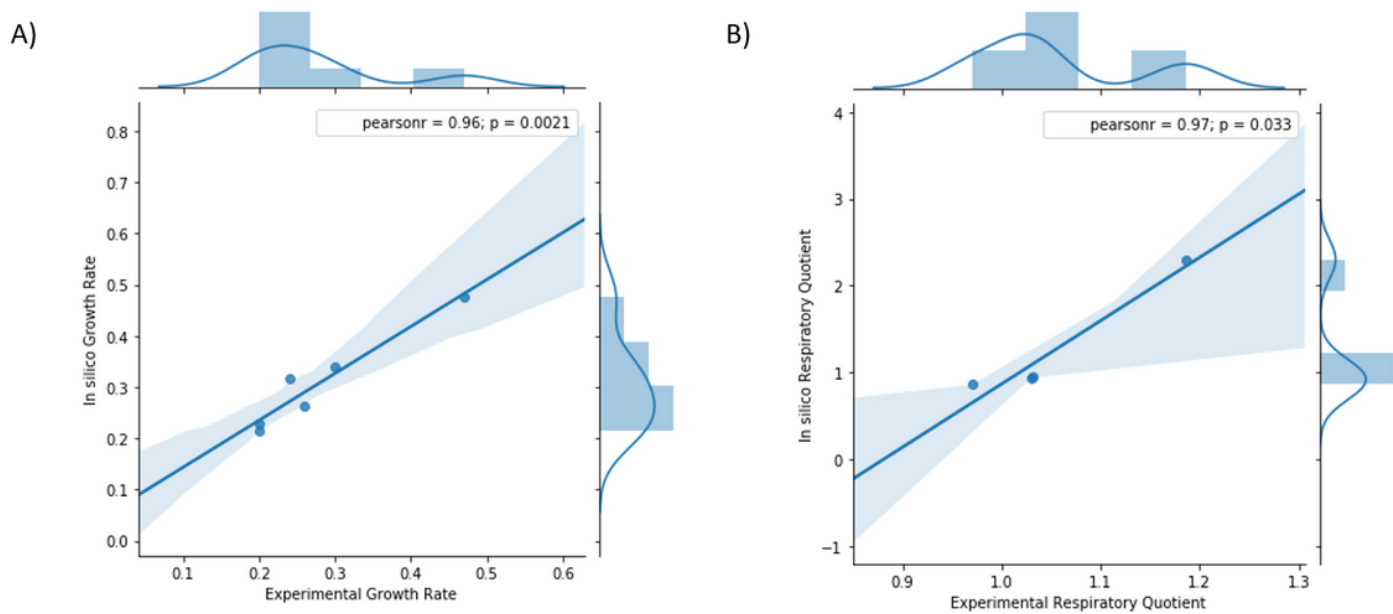 A)
pearsonr = 0.96; p = 0.0021
In silico Growth Rate
0.8
0.7
0.6
0.5
0.4
0.3
0.2
0.1
0.0
0.1 0.2 0.3 0.4 0.5 0.6
Experimental Growth Rate
B)
pearsonr = 0.97; p = 0.033
In silico Respiratory Quotient
4
3
2
1
0
−1
0.9 1.0 1.1 1.2 1.3
Experimental Respiratory Quotient